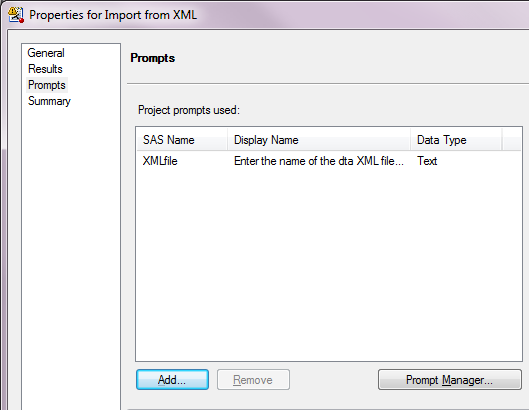 Properties for Import from XML
General
Results
Prompts
Summary
Prompts
Project prompts used:
SAS Name Display Name Data Type
XMLfile Enter the name of the dta XML file... Text
Add... Remove Prompt Manager...